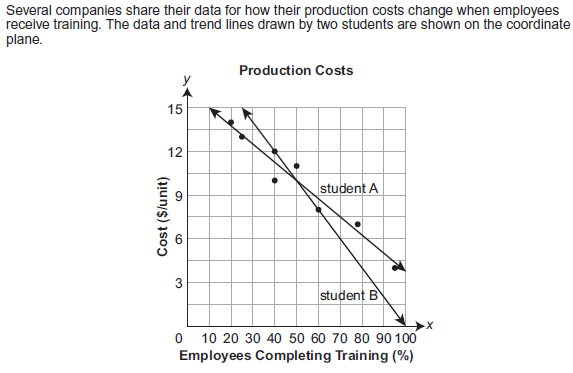 Several companies share their data for how their production costs change when employees
receive training. The data and trend lines drawn by two students are shown on the coordinate
plane.
Production Costs
y
15
12
9
6
3
Cost ($/unit)
student A
student B
x
0 10 20 30 40 50 60 70 80 90 100
Employees Completing Training (%)